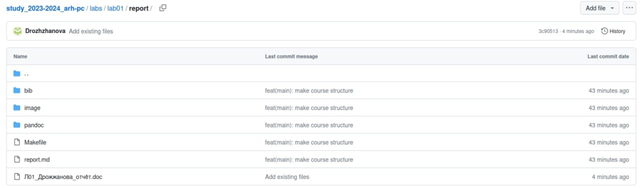 study_2023-2024_arh-pc / labs / lab01 / report /
Add file
Drozhzhanova Add existing files 3c90513 · 4 minutes ago History
Name Last commit message Last commit date
..
bib feat(main): make course structure 43 minutes ago
image feat(main): make course structure 43 minutes ago
pandoc feat(main): make course structure 43 minutes ago
Makefile feat(main): make course structure 43 minutes ago
report.md feat(main): make course structure 43 minutes ago
Л01_Дрожжанова_отчёт.doc Add existing files 4 minutes ago